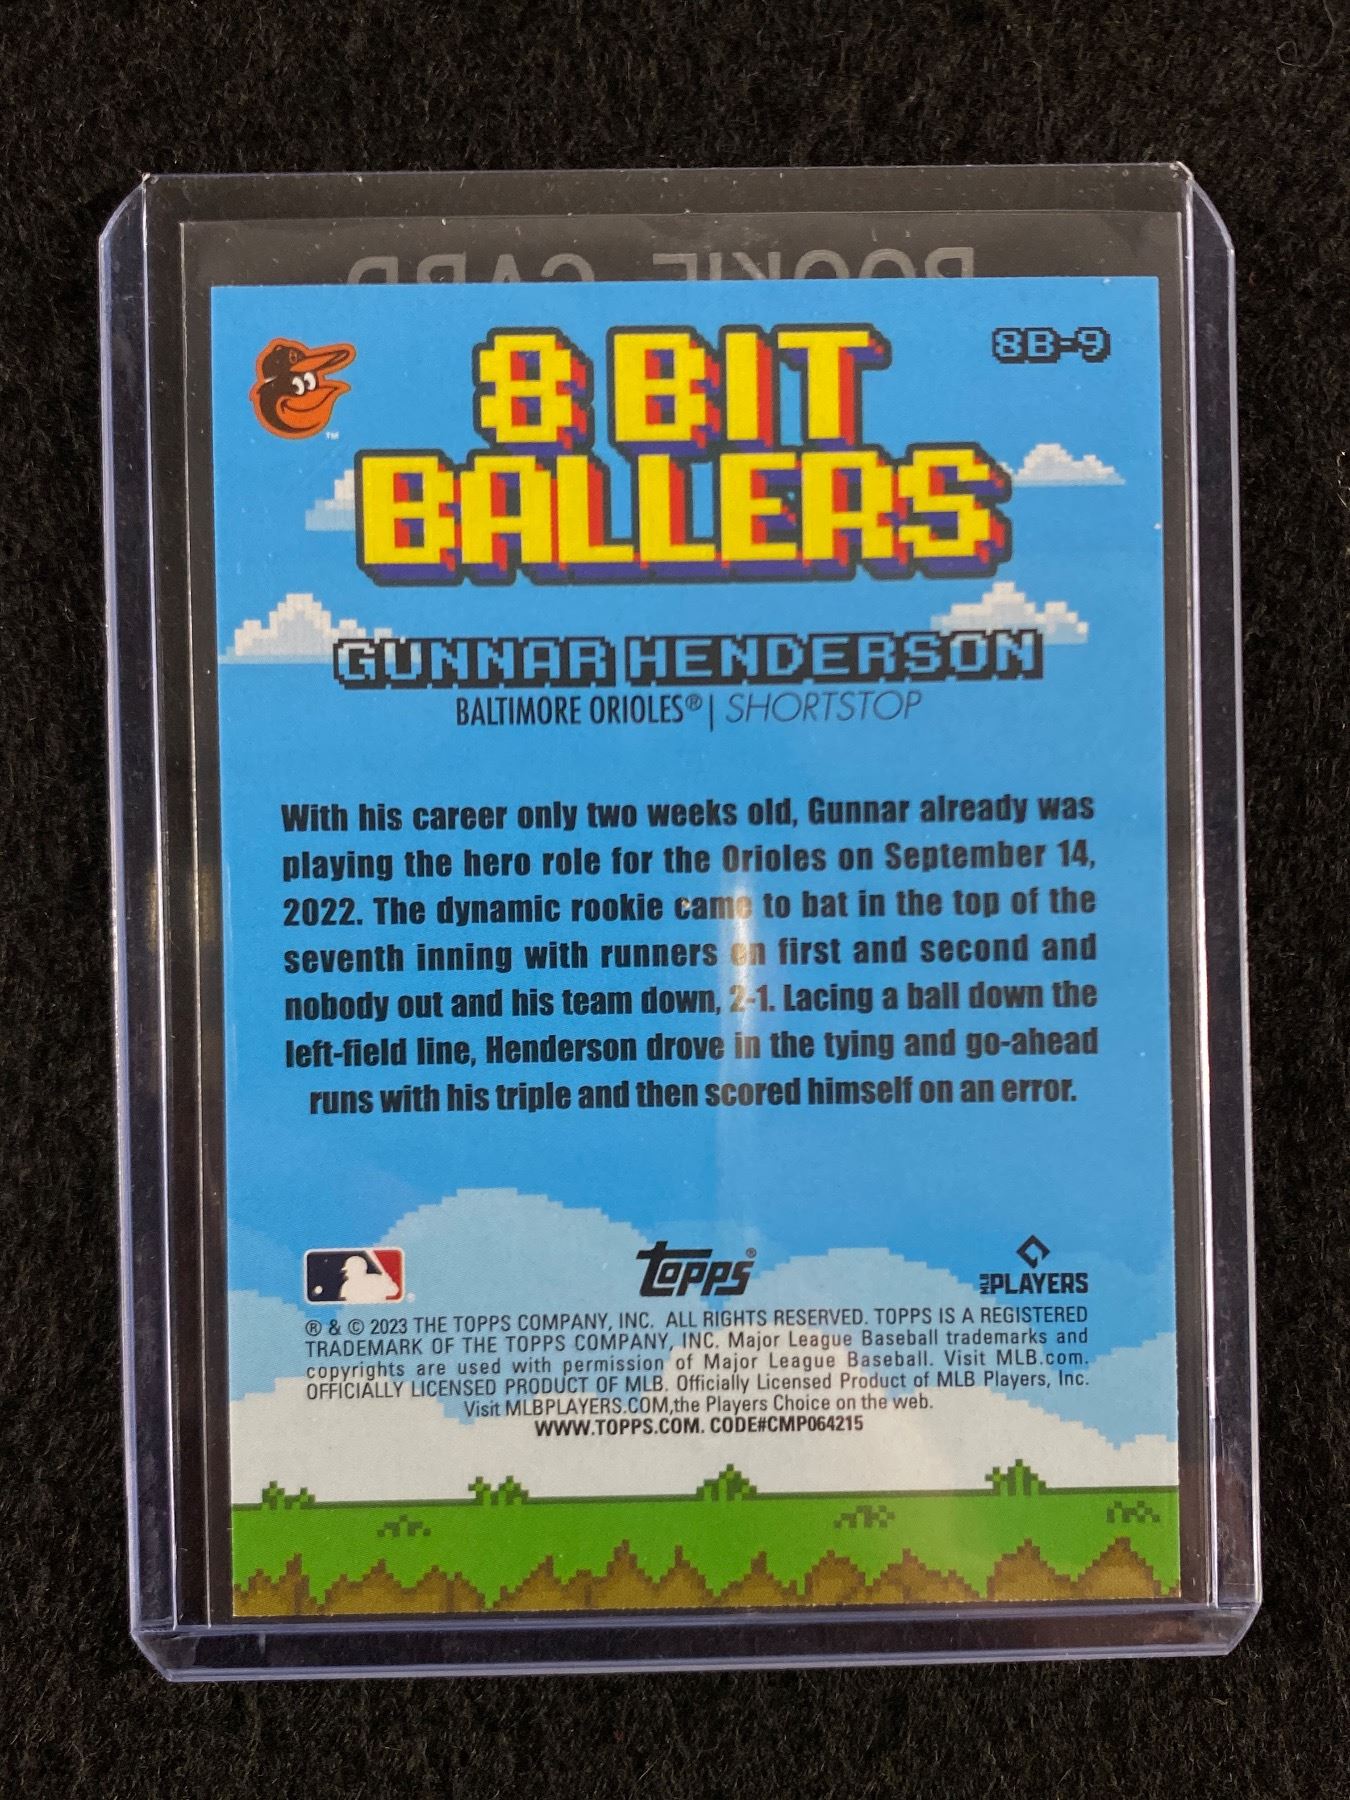 ROOKIE CARD
8B-9
8 BIT
BALLERS
TM
GUNNAR HENDERSON
BALTIMORE ORIOLES® | SHORTSTOP
With his career only two weeks old, Gunnar already was
playing the hero role for the Orioles on September 14,
2022. The dynamic rookie came to bat in the top of the
seventh inning with runners on first and second and
nobody out and his team down, 2-1. Lacing a ball down the
left-field line, Henderson drove in the tying and go-ahead
runs with his triple and then scored himself on an error.
Topps®
MLB PLAYERS
® & © 2023 THE TOPPS COMPANY, INC. ALL RIGHTS RESERVED. TOPPS IS A REGISTERED
TRADEMARK OF THE TOPPS COMPANY, INC. Major League Baseball trademarks and
copyrights are used with permission of Major League Baseball. Visit MLB.com.
OFFICIALLY LICENSED PRODUCT OF MLB. Officially Licensed Product of MLB Players, Inc.
Visit MLBPLAYERS.COM,the Players Choice on the web.
WWW.TOPPS.COM. CODE#CMP064215